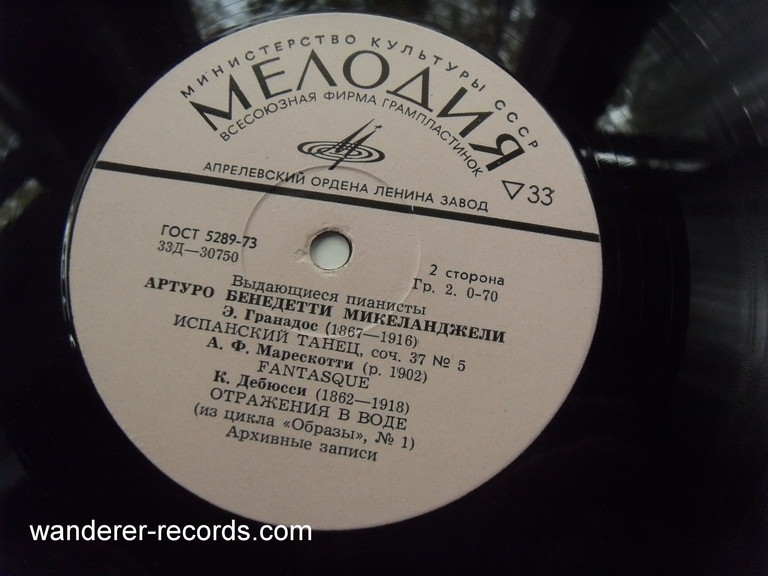 МИНИСТЕРСТВО КУЛЬТУРЫ СССР
МЕЛОДИЯ
ВСЕСОЮЗНАЯ ФИРМА ГРАМПЛАСТИНОК
АПРЕЛЕВСКИЙ ОРДЕНА ЛЕНИНА ЗАВОД
▽33
ГОСТ 5289-73
33Д—30750
2 сторона
Гр. 2. 0-70
Выдающиеся пианисты
АРТУРО БЕНЕДЕТТИ МИКЕЛАНДЖЕЛИ
Э. Гранадос (1867—1916)
ИСПАНСКИЙ ТАНЕЦ, соч. 37 № 5
А. Ф. Марескотти (р. 1902)
FANTASQUE
К. Дебюсси (1862—1918)
ОТРАЖЕНИЯ В ВОДЕ
(из цикла «Образы», № 1)
Архивные записи
wanderer-records.com